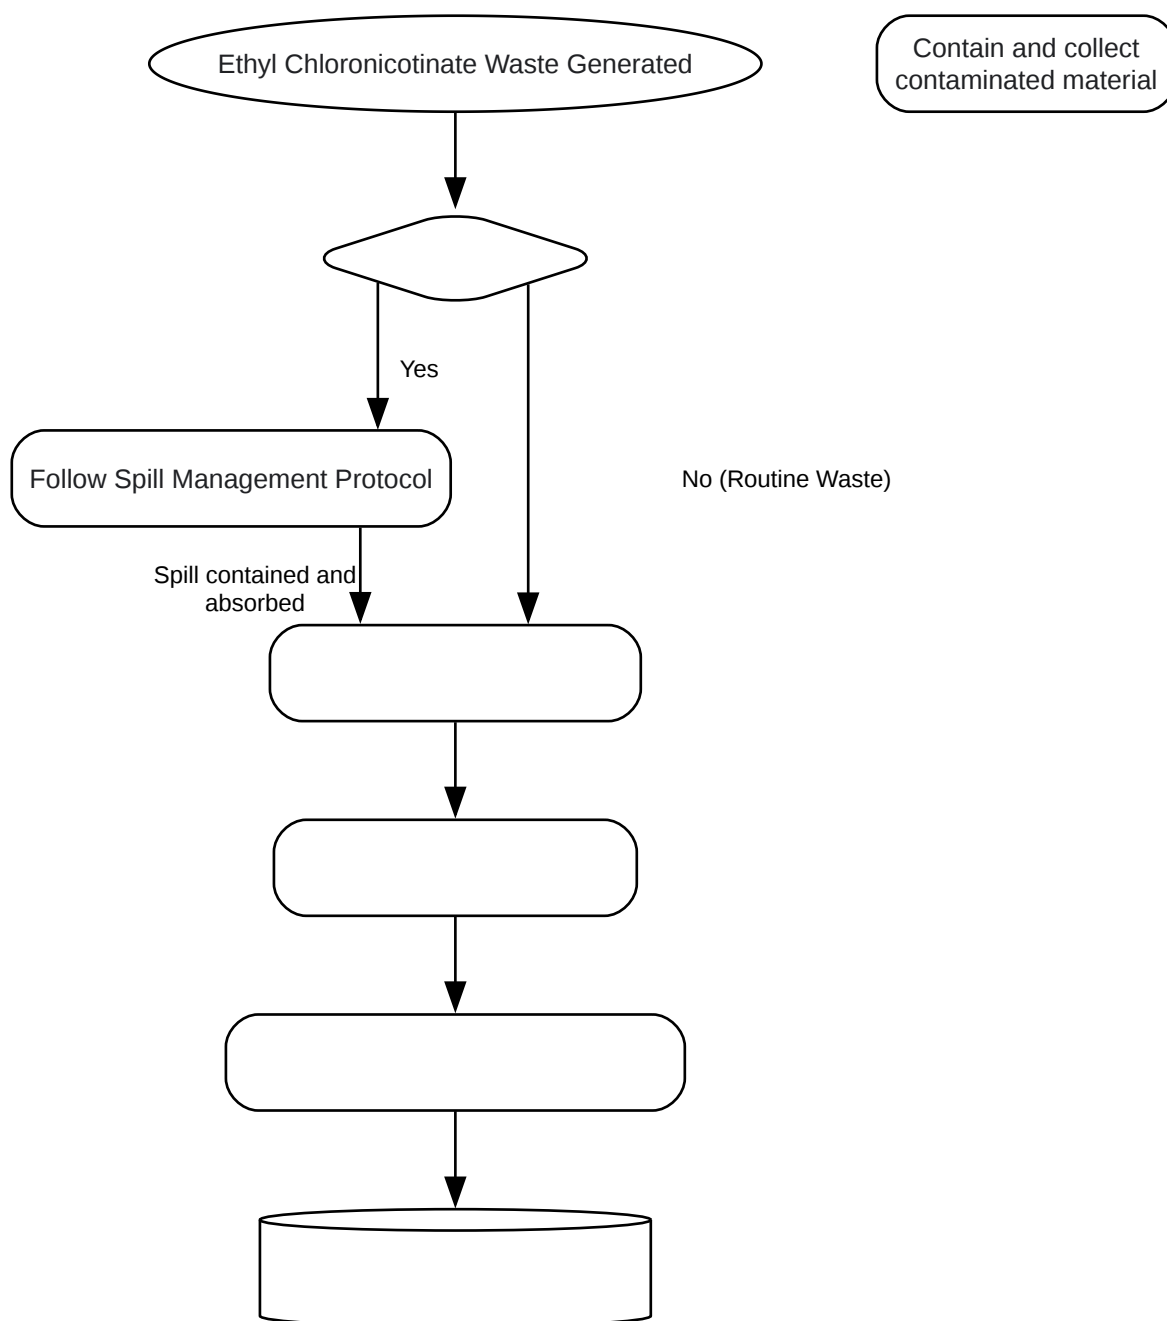 Ethyl Chloronicotinate Waste Generated
Contain and collect
contaminated material
Yes
Follow Spill Management Protocol
No (Routine Waste)
Spill contained and
absorbed